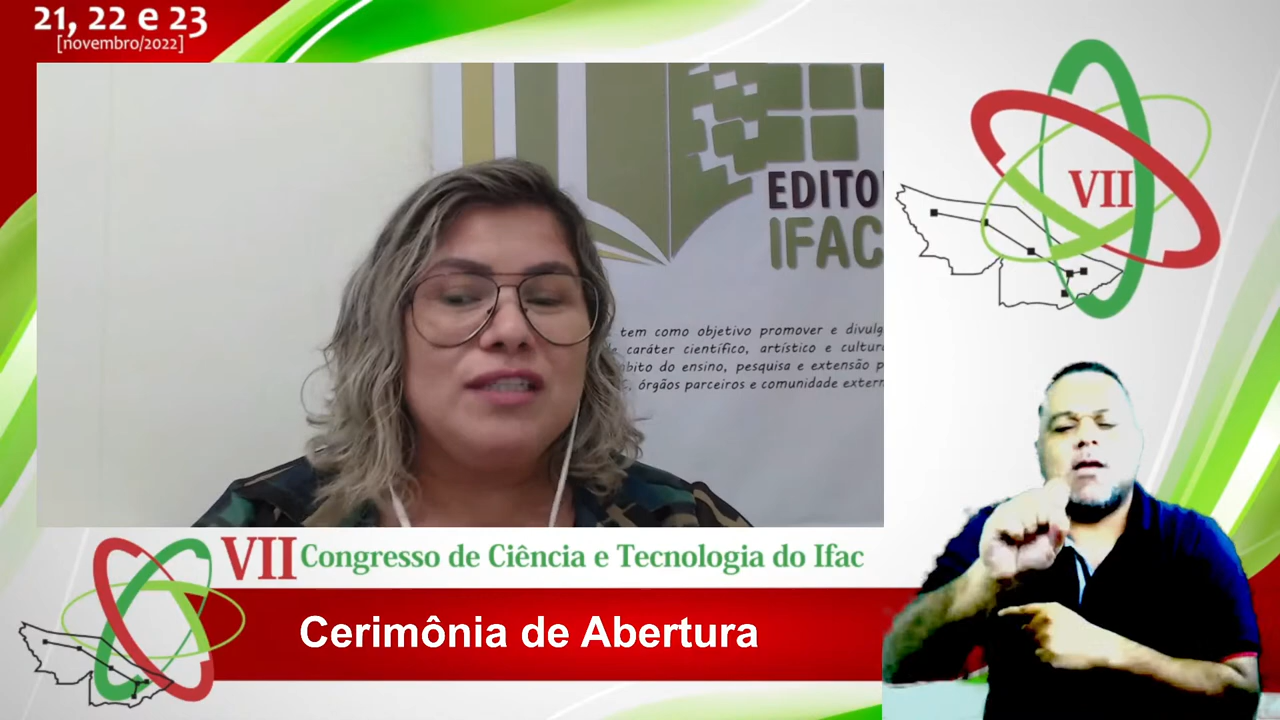 21, 22 e 23
[novembro/2022]
EDITO
IFAC
tem como objetivo promover e divulg
caráter científico, artístico e cultur
do ensino, pesquisa e extensão p
órgãos parceiros e comunidade extern
VII
VII Congresso de Ciência e Tecnologia do Ifac
Cerimônia de Abertura